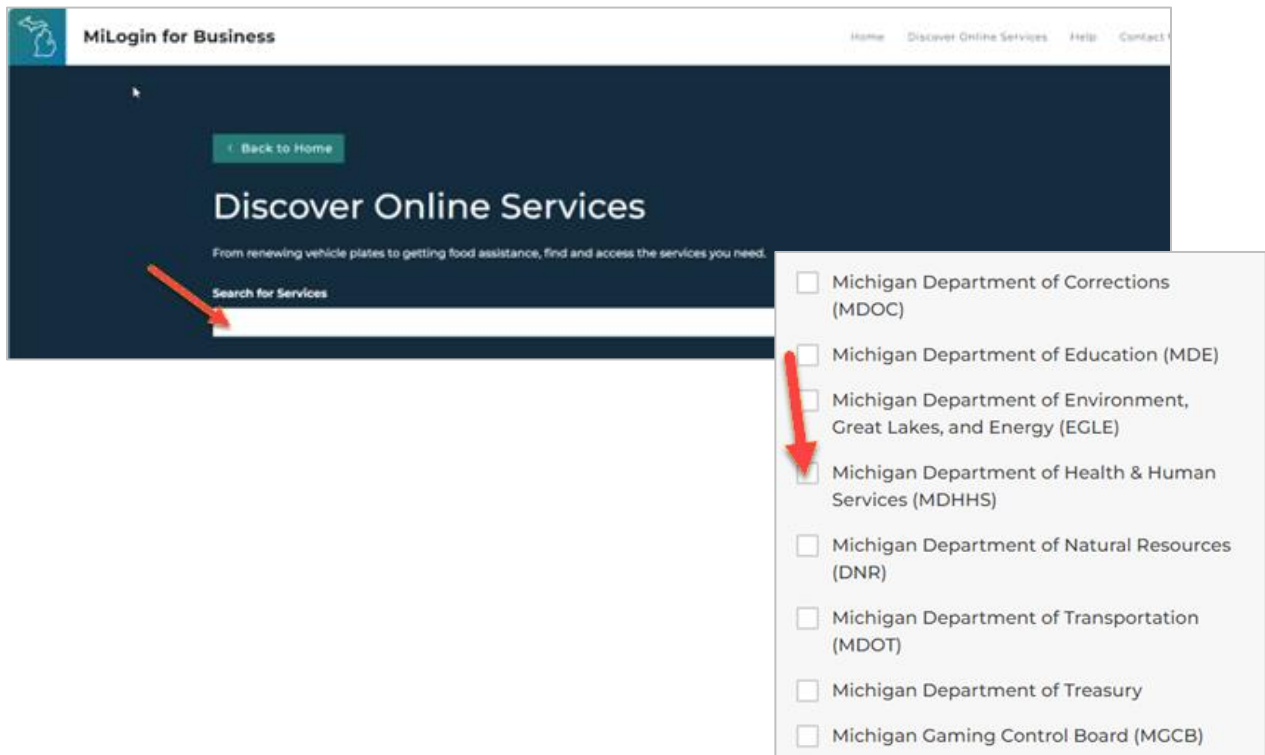 MiLogin for Business
Home Discover Online Services Help Contact
< Back to Home
Discover Online Services
From renewing vehicle plates to getting food assistance, find and access the services you need.
Search for Services
Michigan Department of Corrections
(MDOC)
Michigan Department of Education (MDE)
Michigan Department of Environment,
Great Lakes, and Energy (EGLE)
Michigan Department of Health & Human
Services (MDHHS)
Michigan Department of Natural Resources
(DNR)
Michigan Department of Transportation
(MDOT)
Michigan Department of Treasury
Michigan Gaming Control Board (MGCB)